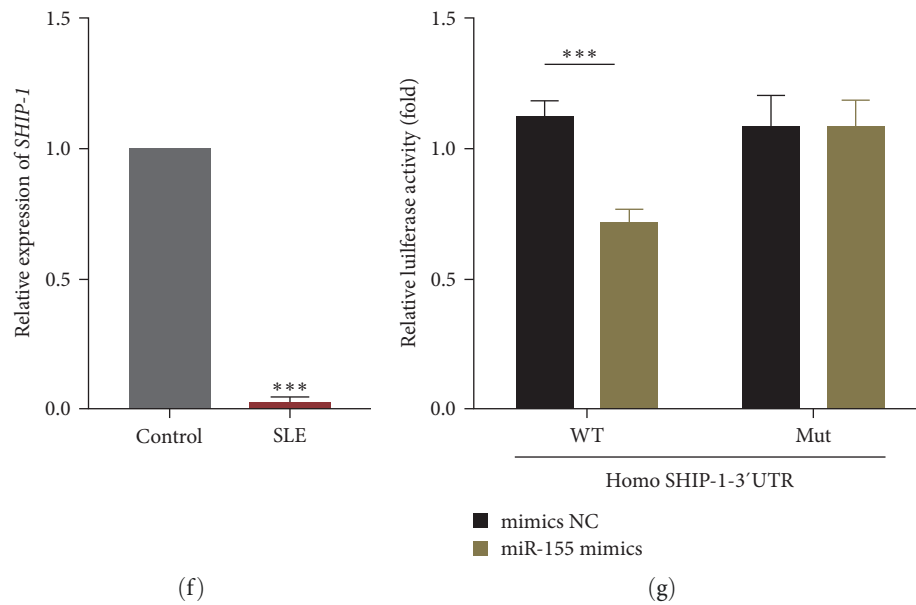 Relative expression of SHIP-1
1.5
1.0
0.5
0.0
***
Control
SLE
(f)
Relative luilferase activity (fold)
1.5
1.0
0.5
0.0
***
WT
Mut
Homo SHIP-1-3′UTR
mimics NC
miR-155 mimics
(g)